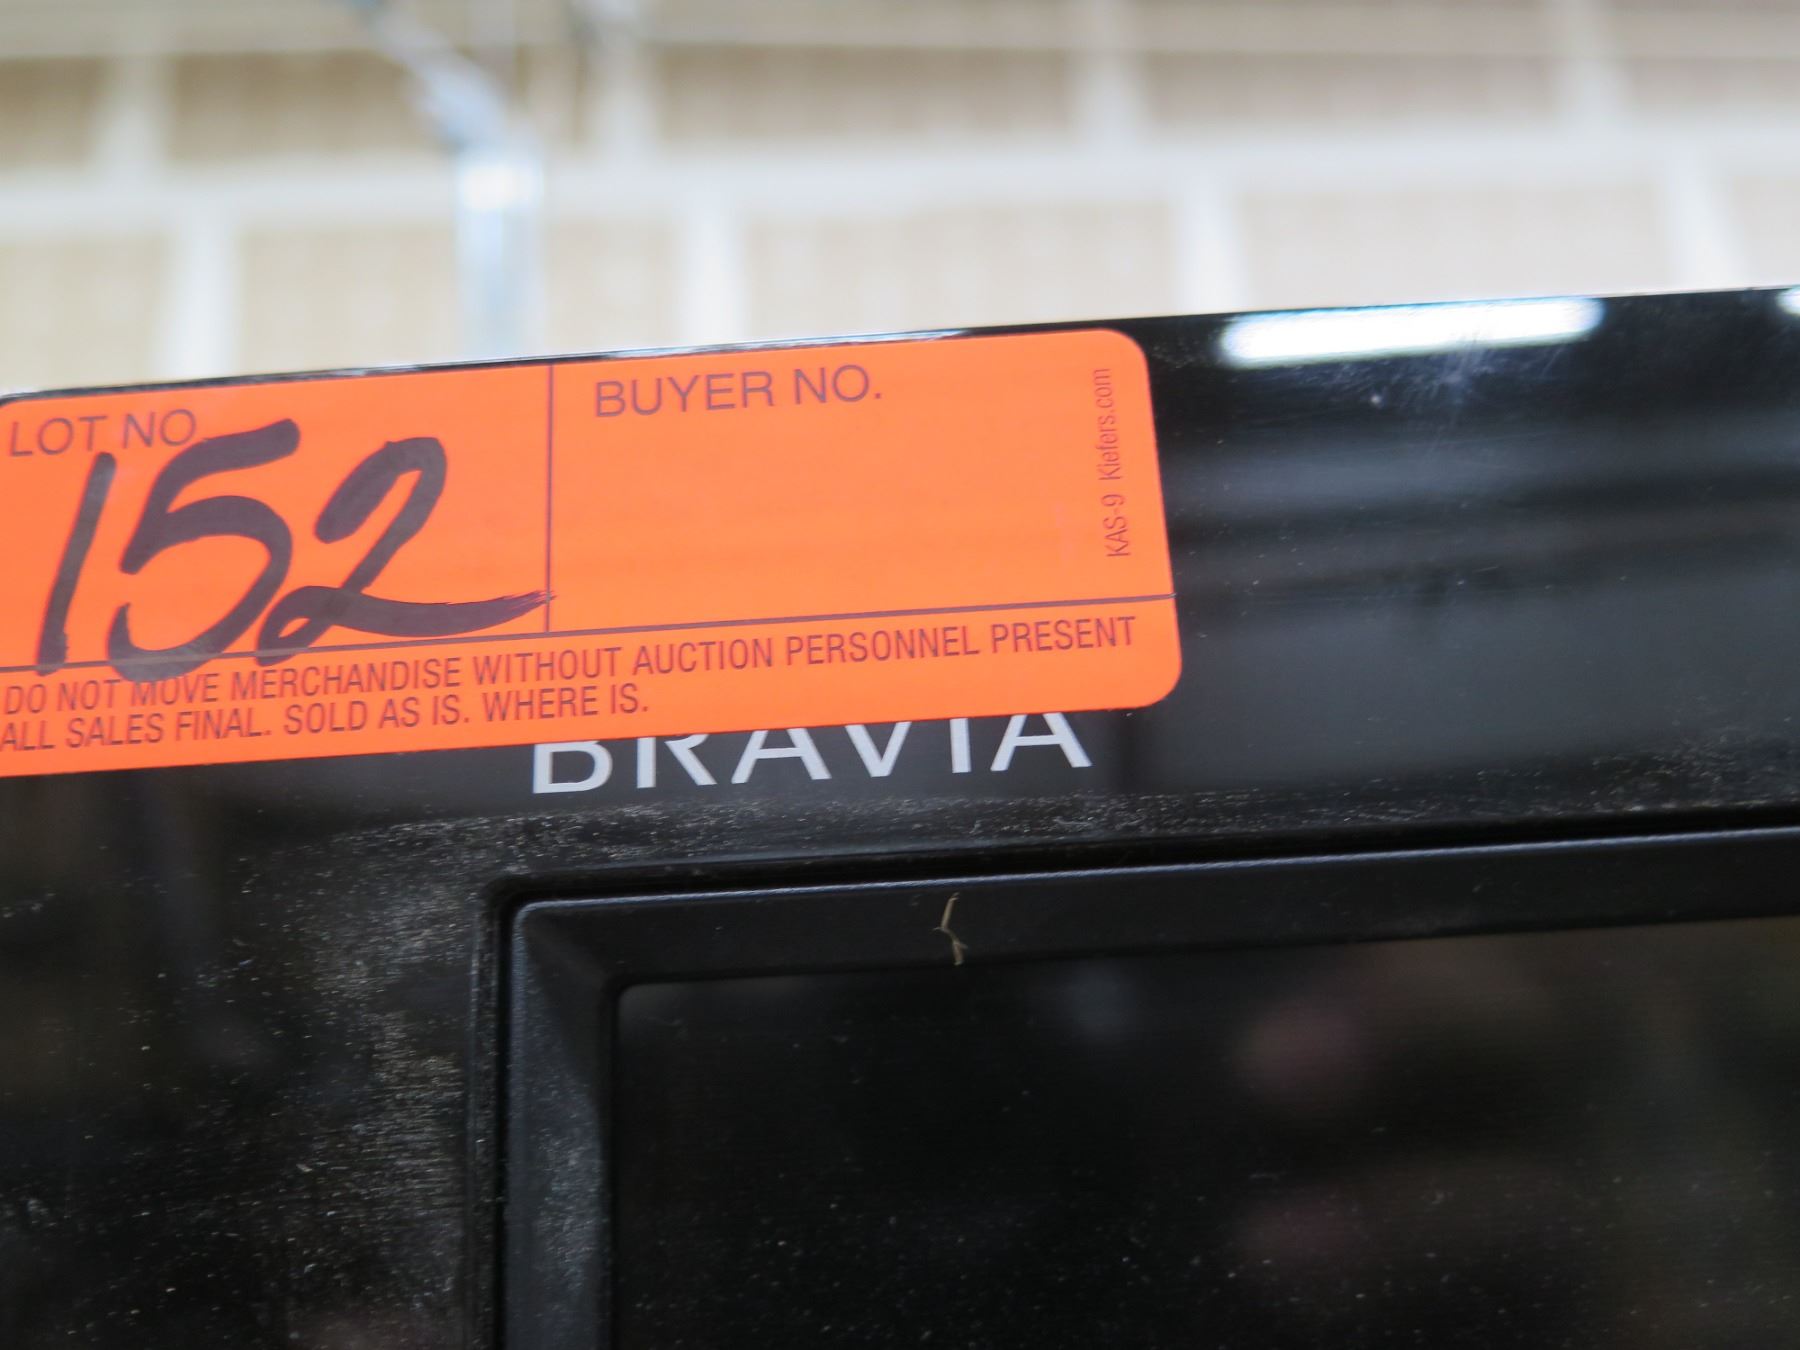 LOT NO.
152
BUYER NO.
KAS-9 Kiefers.com
DO NOT MOVE MERCHANDISE WITHOUT AUCTION PERSONNEL PRESENT
ALL SALES FINAL. SOLD AS IS. WHERE IS.
BRAVIA